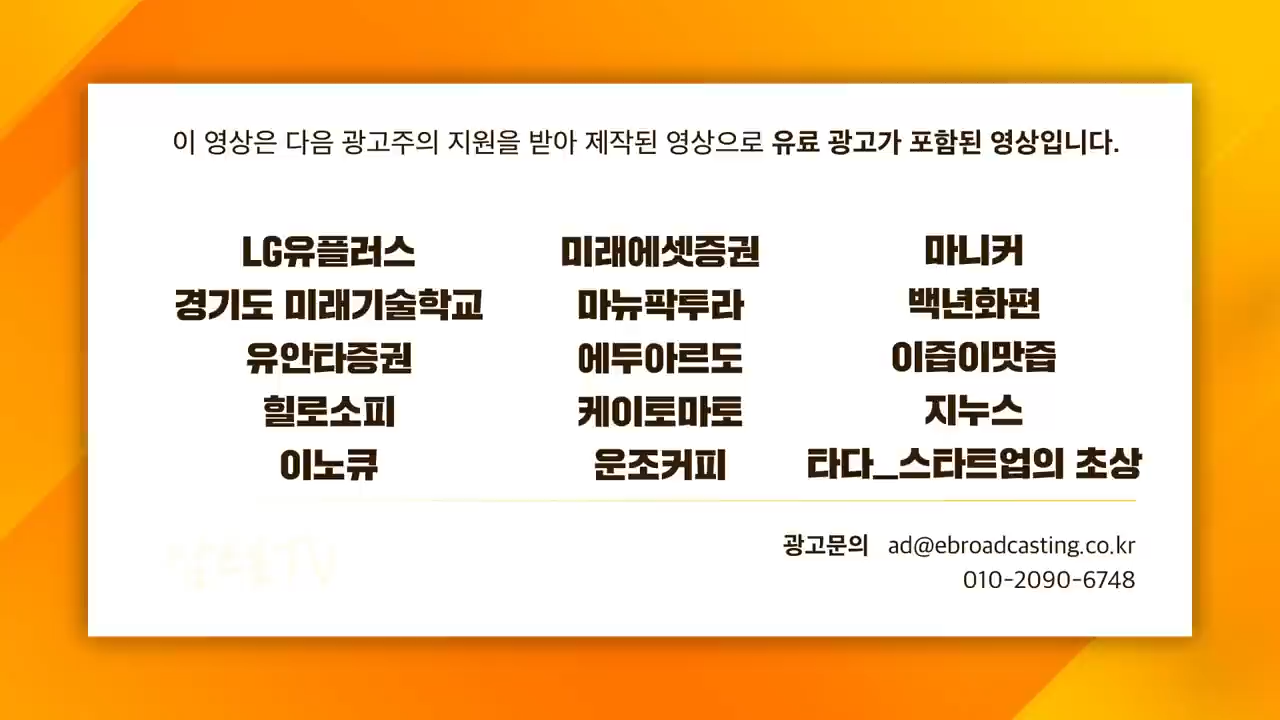 이 영상은 다음 광고주의 지원을 받아 제작된 영상으로 유료 광고가 포함된 영상입니다.
LG유플러스 미래에셋증권 마니커
경기도 미래기술학교 마뉴팍투라 백년화편
유안타증권 에두아르도 이즙이맛즙
힐로소피 케이토마토 지누스
이노큐 운조커피 타다_스타트업의 초상
광고문의 ad@ebroadcasting.co.kr
010-2090-6748